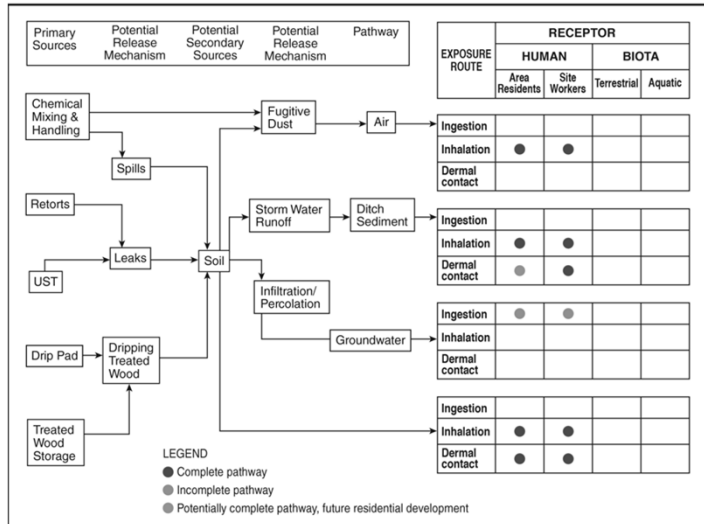 Primary
Sources
Potential
Release
Mechanism
Potential
Secondary
Sources
Potential
Release
Mechanism
Pathway
EXPOSURE
ROUTE
RECEPTOR
HUMAN
BIOTA
Area
Residents
Site
Workers
Terrestrial
Aquatic
Chemical
Mixing &
Handling
Spills
Fugitive
Dust
Air
Ingestion
Inhalation
Dermal
contact
Retorts
Leaks
UST
Soil
Storm Water
Runoff
Ditch
Sediment
Ingestion
Inhalation
Dermal
contact
Infiltration/
Percolation
Groundwater
Ingestion
Inhalation
Dermal
contact
Drip Pad
Dripping
Treated
Wood
Treated
Wood
Storage
Ingestion
Inhalation
Dermal
contact
LEGEND
Complete pathway
Incomplete pathway
Potentially complete pathway, future residential development